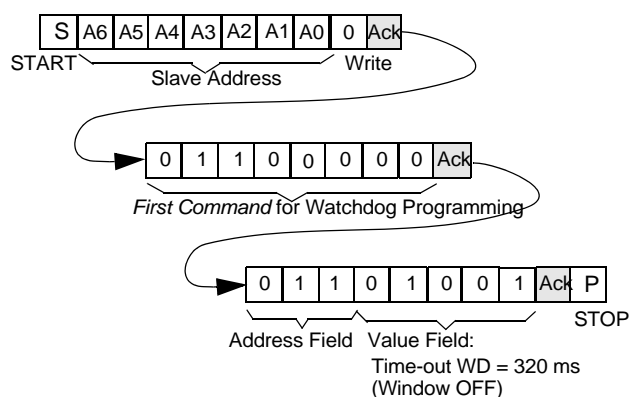 S A6 A5 A4 A3 A2 A1 A0 0 Ack
START Slave Address Write
0 1 1 0 0 0 0 0 Ack
First Command for Watchdog Programming
0 1 1 0 1 0 0 1 Ack P
STOP
Address Field Value Field:
Time-out WD = 320 ms
(Window OFF)